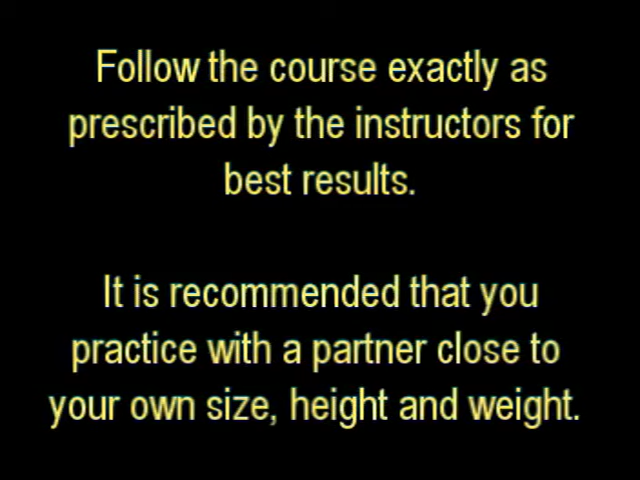 Follow the course exactly as
prescribed by the instructors for
best results.
It is recommended that you
practice with a partner close to
your own size, height and weight.